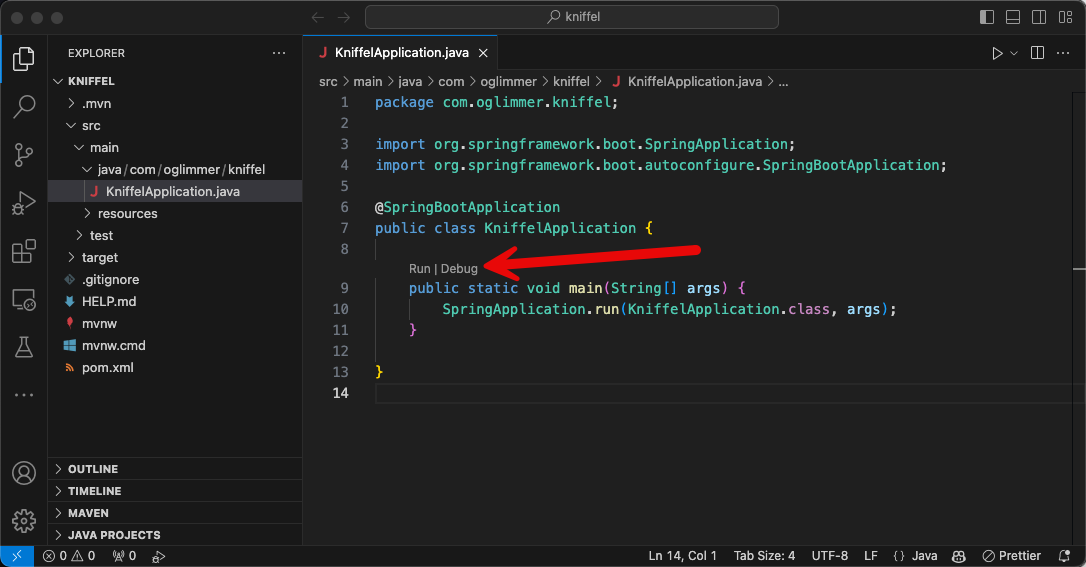 kniffel
EXPLORER
KNIFFEL
.mvn
src
main
java/com/oglimmer/kniffel
J KniffelApplication.java
resources
test
target
.gitignore
HELP.md
mvnw
mvnw.cmd
pom.xml
OUTLINE
TIMELINE
MAVEN
JAVA PROJECTS
J KniffelApplication.java
src > main > java > com > oglimmer > kniffel > J KniffelApplication.java > ...
1 package com.oglimmer.kniffel;
2
3 import org.springframework.boot.SpringApplication;
4 import org.springframework.boot.autoconfigure.SpringBootApplication;
5
6 @SpringBootApplication
7 public class KniffelApplication {
8
Run | Debug
9 public static void main(String[] args) {
10 SpringApplication.run(KniffelApplication.class, args);
11 }
12
13 }
14
0 0 0 Ln 14, Col 1 Tab Size: 4 UTF-8 LF {} Java Prettier